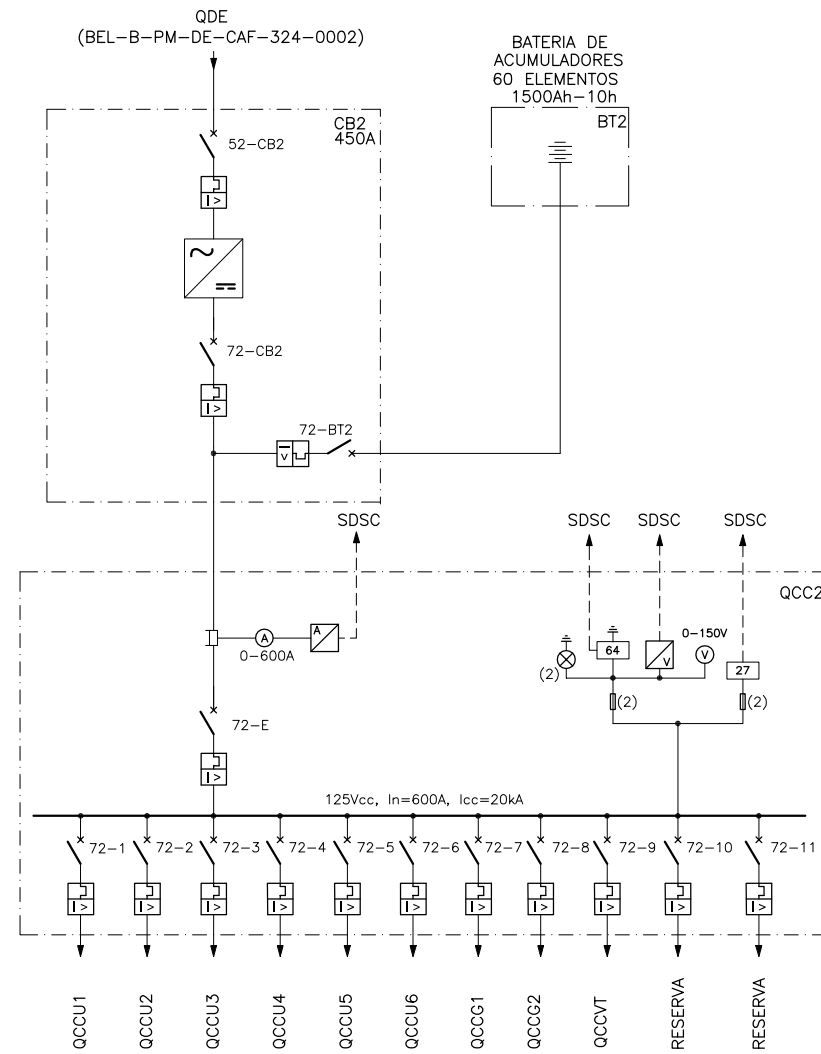 QDE
(BEL-B-PM-DE-CAF-324-0002)
BATERIA DE
ACUMULADORES
60 ELEMENTOS
1500Ah-10h
CB2
450A
BT2
52-CB2
I >
72-CB2
I >
72-BT2
I >
SDSC
SDSC
SDSC
SDSC
QCC2
A
A
0-600A
64
V
0-150V
V
27
(2)
(2)
(2)
72-E
I >
125Vcc, In=600A, Icc=20kA
72-1
72-2
72-3
72-4
72-5
72-6
72-7
72-8
72-9
72-10
72-11
I >
I >
I >
I >
I >
I >
I >
I >
I >
I >
I >
QCCU1
QCCU2
QCCU3
QCCU4
QCCU5
QCCU6
QCCG1
QCCG2
QCCVT
RESERVA
RESERVA